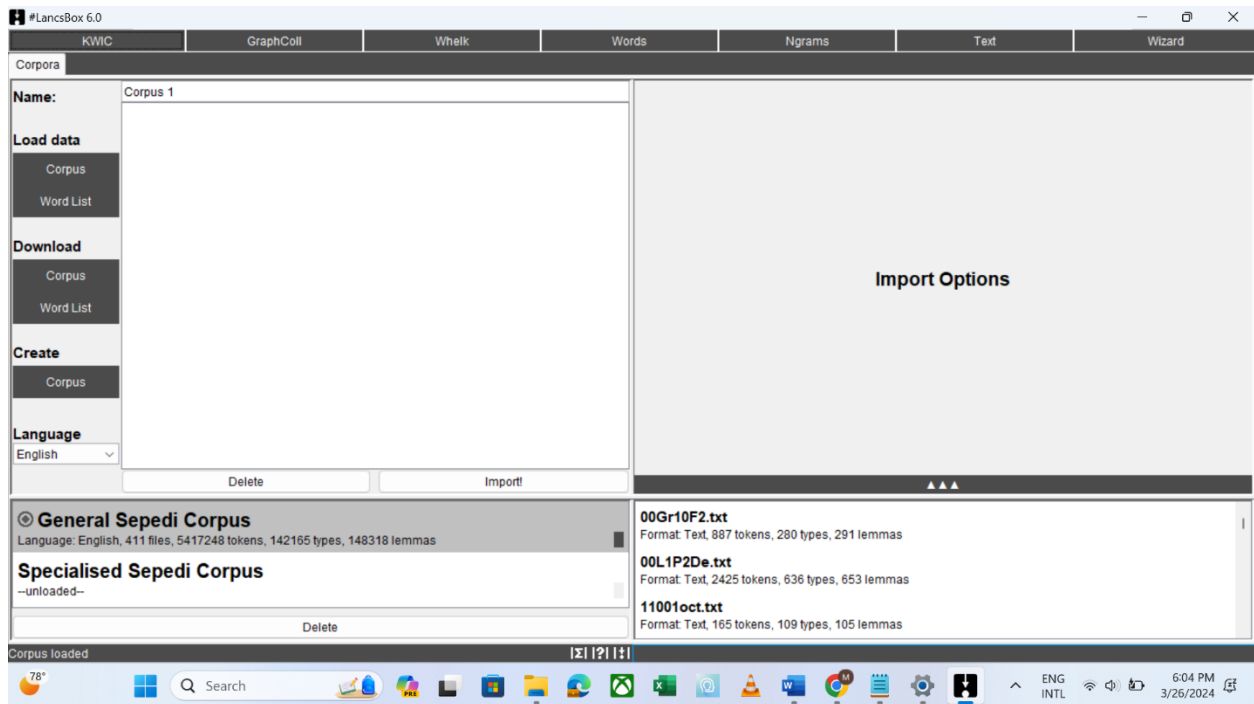 #LancsBox 6.0
KWIC GraphColl Whelk Words Ngrams Text Wizard
Corpora
Name: Corpus 1
Load data
Corpus
Word List
Download
Corpus
Word List
Import Options
Create
Corpus
Language
English
Delete Import!
▲▲▲
General Sepedi Corpus
Language: English, 411 files, 5417248 tokens, 142165 types, 148318 lemmas
Specialised Sepedi Corpus
--unloaded--
Delete
00Gr10F2.txt
Format: Text, 887 tokens, 280 types, 291 lemmas
00L1P2De.txt
Format: Text, 2425 tokens, 636 types, 653 lemmas
11001oct.txt
Format: Text, 165 tokens, 109 types, 105 lemmas
Corpus loaded |Σ| |?| |‡|
78° Search PRE W M ENG INTL 6:04 PM
3/26/2024